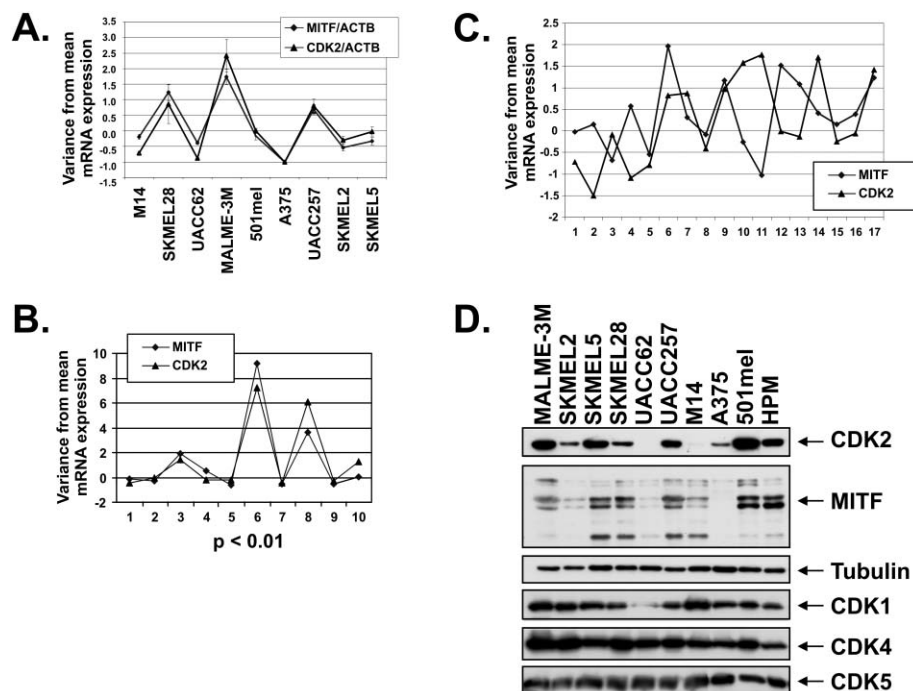 A.
Variance from mean
mRNA expression
3.5
3.0
2.5
2.0
1.5
1.0
0.5
-0.0
-0.5
1.0
1.5
MITF/ACTB
CDK2/ACTB
M14
SKMEL28
UACC62
MALME-3M
501mel
A375
UACC257
SKMEL2
SKMEL5
B.
MITF
CDK2
Variance from mean
mRNA expression
10
8
6
4
2
0
-2
1 2 3 4 5 6 7 8 9 10
p < 0.01
C.
Variance from mean
mRNA expression
2.5
2
1.5
1
0.5
0
-0.5
-1
-1.5
-2
MITF
CDK2
1 2 3 4 5 6 7 8 9 10 11 12 13 14 15 16 17
D.
MALME-3M
SKMEL2
SKMEL5
SKMEL28
UACC62
UACC257
M14
A375
501mel
HPM
CDK2
MITF
Tubulin
CDK1
CDK4
CDK5